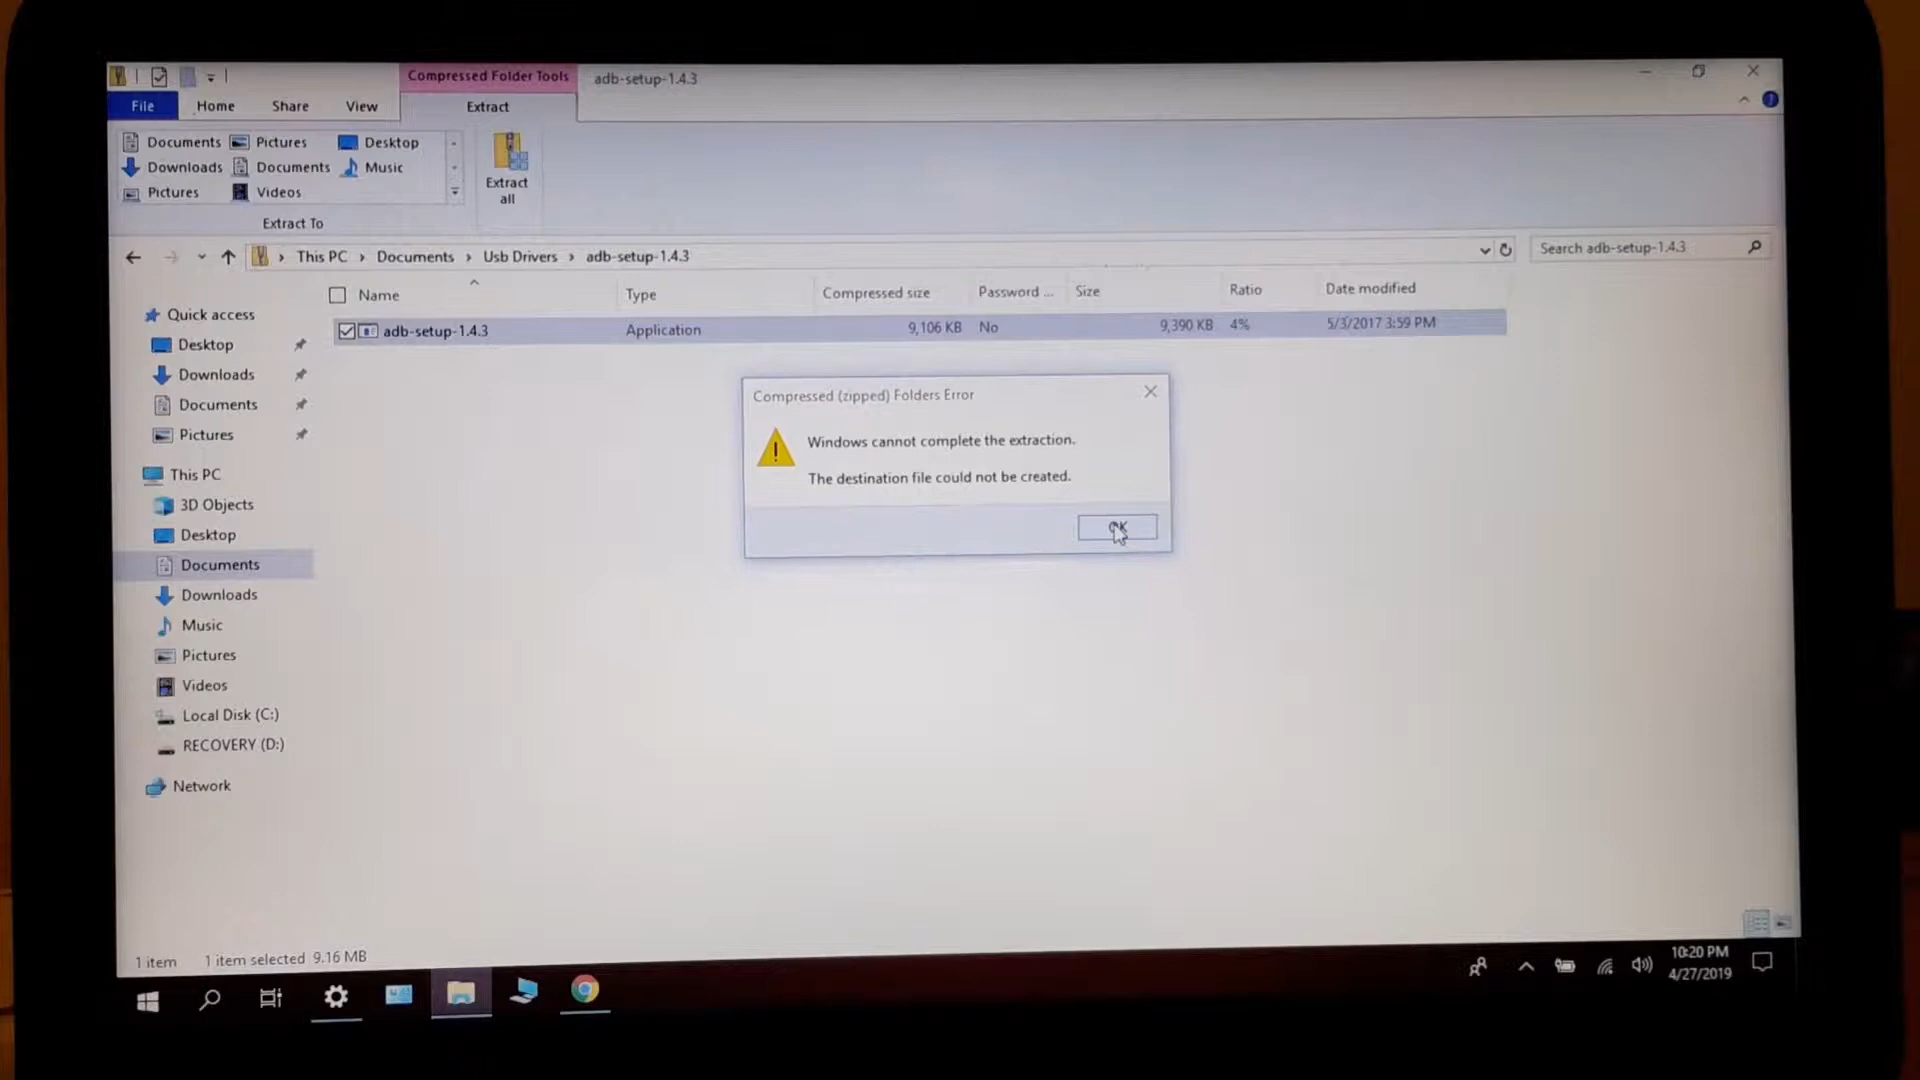 Compressed Folder Tools
adb-setup-1.4.3
File Home Share View Extract
Documents Pictures Desktop
Downloads Documents Music
Pictures Videos
Extract all
Extract To
This PC › Documents › Usb Drivers › adb-setup-1.4.3
Search adb-setup-1.4.3
Name Type Compressed size Password ... Size Ratio Date modified
adb-setup-1.4.3 Application 9,106 KB No 9,390 KB 4% 5/3/2017 3:59 PM
Quick access
Desktop
Downloads
Documents
Pictures
This PC
3D Objects
Desktop
Documents
Downloads
Music
Pictures
Videos
Local Disk (C:)
RECOVERY (D:)
Network
Compressed (zipped) Folders Error
Windows cannot complete the extraction.
The destination file could not be created.
OK
1 item 1 item selected 9.16 MB
10:20 PM
4/27/2019